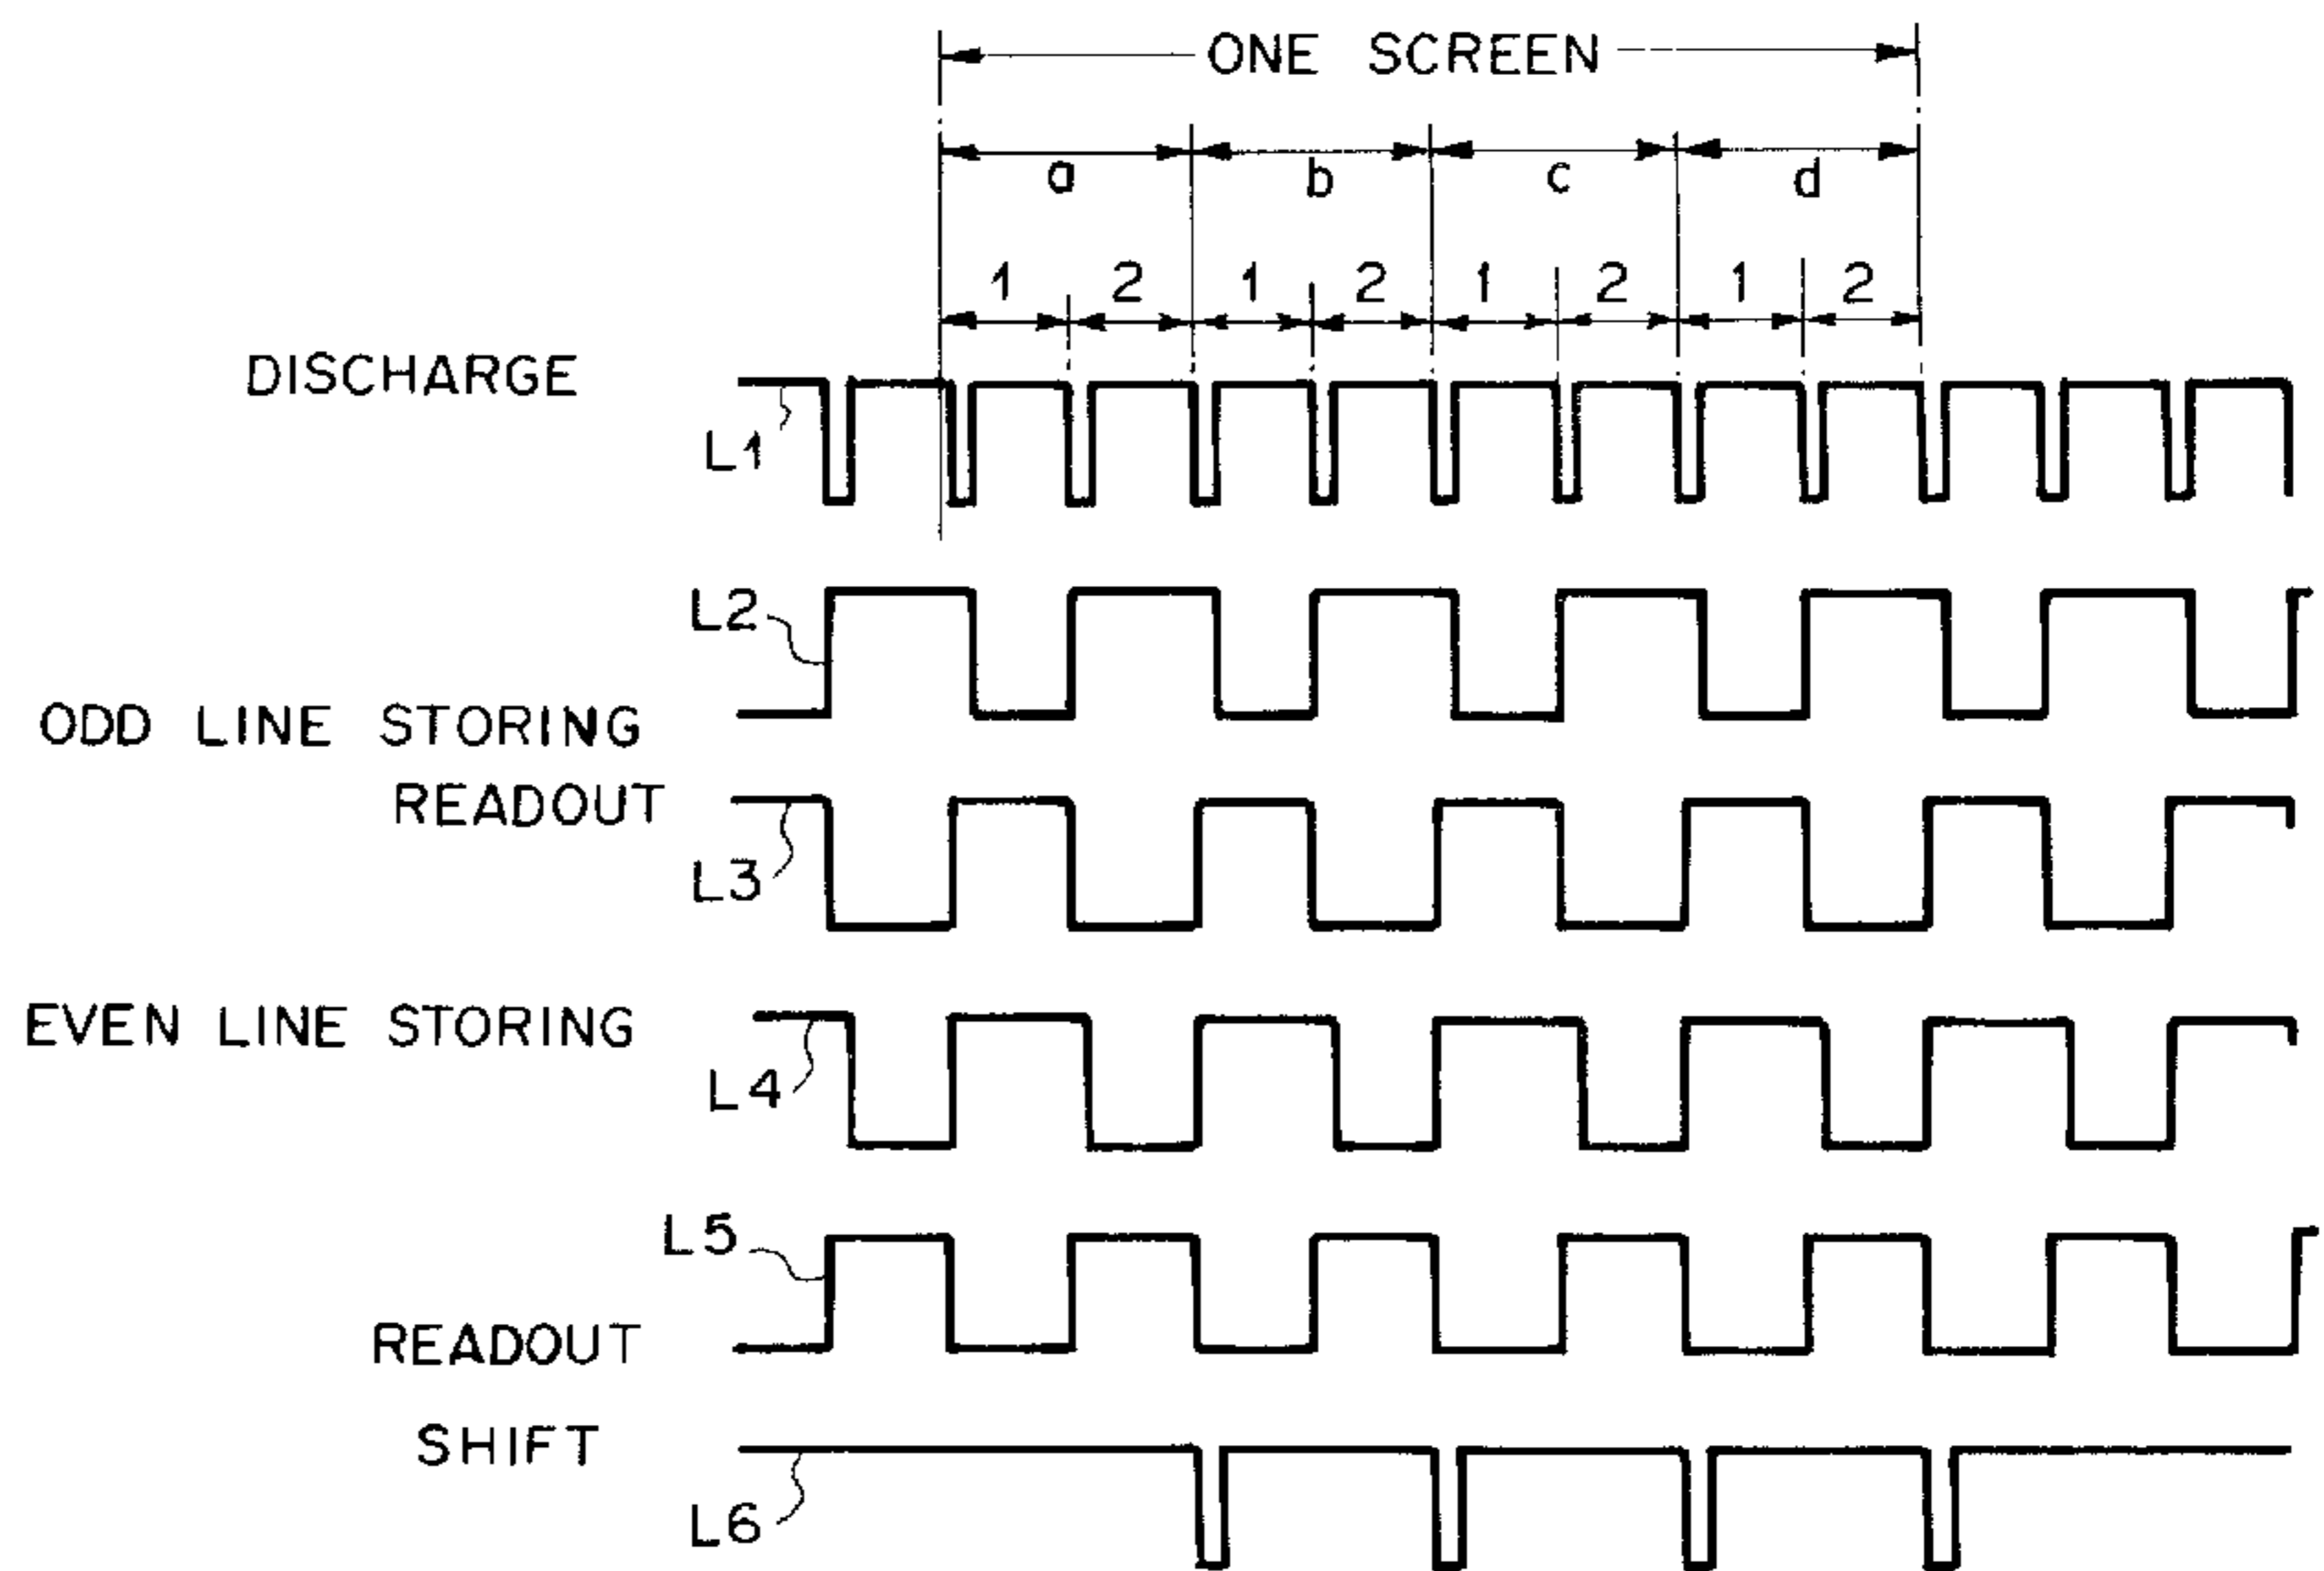 ONE SCREEN
a b c d
1 2 1 2 1 2 1 2
DISCHARGE
L1
L2
ODD LINE STORING
READOUT
L3
EVEN LINE STORING
L4
L5
READOUT
SHIFT
L6